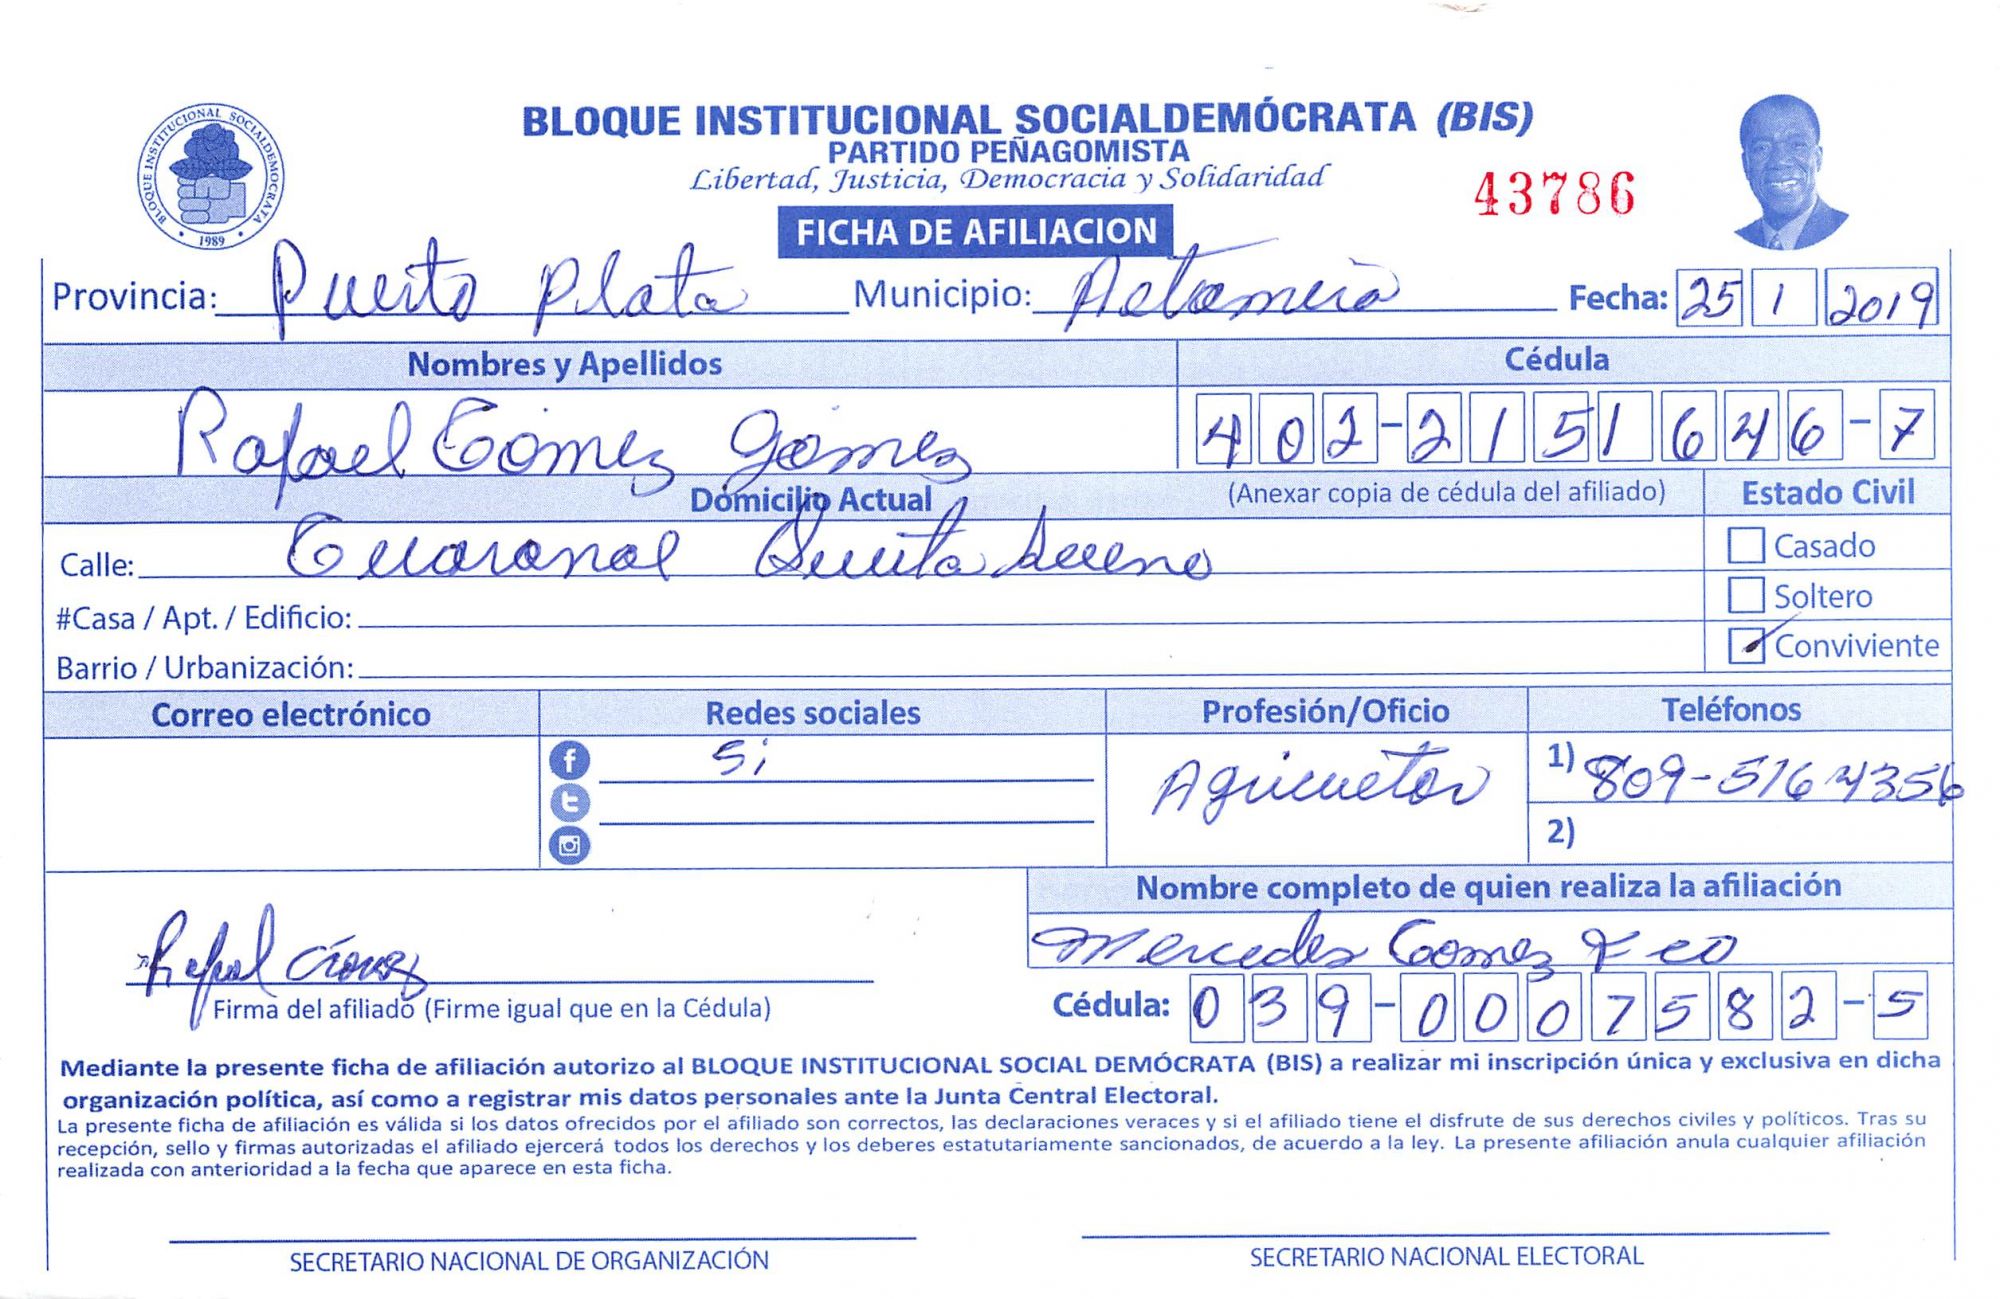 BLOQUE INSTITUCIONAL SOCIALDEMÓCRATA (BIS)
PARTIDO PEÑAGOMISTA
Libertad, Justicia, Democracia y Solidaridad
43786
BLOQUE INSTITUCIONAL SOCIALDEMOCRATA
1989
FICHA DE AFILIACION
Provincia: Puerto Plata Municipio: Altamira Fecha: 25 1 2019
Nombres y Apellidos Cédula
Rafael Gómez Gómez 402-2151646-7
Domicilio Actual (Anexar copia de cédula del afiliado) Estado Civil
Calle: Quita Sueno
Casado
#Casa / Apt. / Edificio:
Soltero
Barrio / Urbanización:
Conviviente
Correo electrónico Redes sociales Profesión/Oficio Teléfonos
Si Agricultor 1) 809-516 4356
2)
Nombre completo de quien realiza la afiliación
Rafael Mercedes Gomez
Firma del afiliado (Firme igual que en la Cédula) Cédula: 039-0007582-5
Mediante la presente ficha de afiliación autorizo al BLOQUE INSTITUCIONAL SOCIAL DEMÓCRATA (BIS) a realizar mi inscripción única y exclusiva en dicha
organización política, así como a registrar mis datos personales ante la Junta Central Electoral.
La presente ficha de afiliación es válida si los datos ofrecidos por el afiliado son correctos, las declaraciones veraces y si el afiliado tiene el disfrute de sus derechos civiles y políticos. Tras su
recepción, sello y firmas autorizadas el afiliado ejercerá todos los derechos y los deberes estatutariamente sancionados, de acuerdo a la ley. La presente afiliación anula cualquier afiliación
realizada con anterioridad a la fecha que aparece en esta ficha.
SECRETARIO NACIONAL DE ORGANIZACIÓN SECRETARIO NACIONAL ELECTORAL